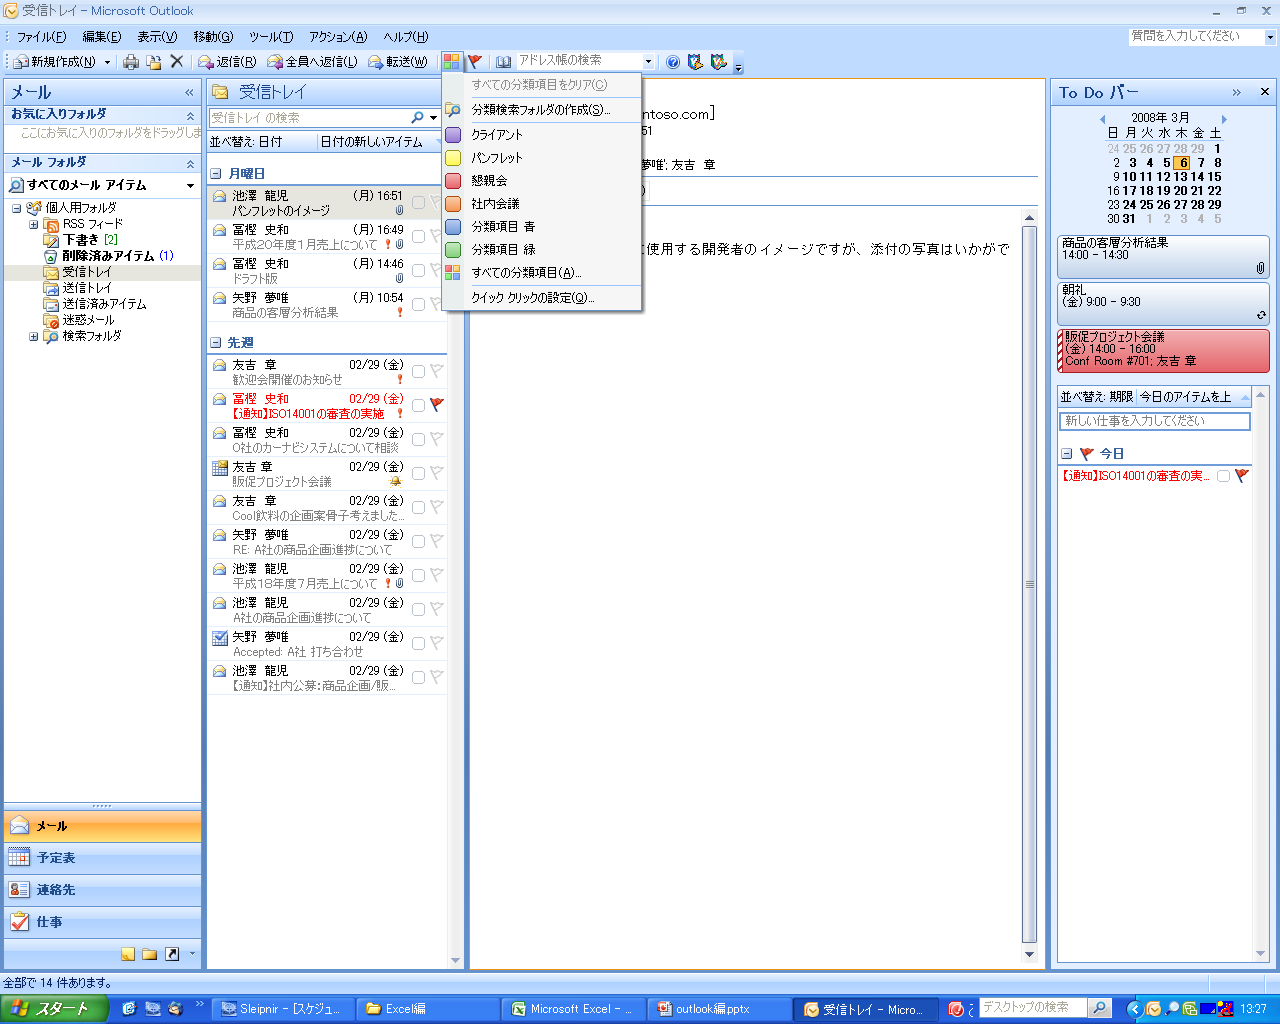 受信トレイ - Microsoft Outlook
ファイル(F) 編集(E) 表示(V) 移動(G) ツール(T) アクション(A) ヘルプ(H)
質問を入力してください
新規作成(N) 返信(R) 全員へ返信(L) 転送(W) アドレス帳の検索
メール
お気に入りフォルダ
ここにお気に入りのフォルダをドラッグしま
メール フォルダ
すべてのメール アイテム
個人用フォルダ
RSS フィード
下書き [2]
削除済みアイテム (1)
受信トレイ
送信トレイ
送信済みアイテム
迷惑メール
検索フォルダ
メール
予定表
連絡先
仕事
受信トレイ
受信トレイ の検索
並べ替え: 日付 日付の新しいアイテム
月曜日
池澤 龍児 (月) 16:51
パンフレットのイメージ
冨樫 史和 (月) 16:49
平成20年度1月売上について
冨樫 史和 (月) 14:46
ドラフト版
矢野 夢唯 (月) 10:54
商品の客層分析結果
先週
友吉 章 02/29 (金)
歓迎会開催のお知らせ
冨樫 史和 02/29 (金)
【通知】ISO14001の審査の実施
冨樫 史和 02/29 (金)
O社のカーナビシステムについて相談
友吉 章 02/29 (金)
販促プロジェクト会議
友吉 章 02/29 (金)
Cool飲料の企画案骨子考えました...
矢野 夢唯 02/29 (金)
RE: A社の商品企画進捗について
池澤 龍児 02/29 (金)
平成18年度7月売上について
池澤 龍児 02/29 (金)
A社の商品企画進捗について
矢野 夢唯 02/29 (金)
Accepted: A社 打ち合わせ
池澤 龍児 02/29 (金)
【通知】社内公募:商品企画/販...
すべての分類項目をクリア(C)
分類検索フォルダの作成(S)...
クライアント
パンフレット
懇親会
社内会議
分類項目 青
分類項目 緑
すべての分類項目(A)...
クイック クリックの設定(Q)...
ntoso.com]
51
夢唯'; 友吉 章
)
に使用する開発者のイメージですが、添付の写真はいかがで
To Do バー
2008年 3月
日 月 火 水 木 金 土
24 25 26 27 28 29 1
2 3 4 5 6 7 8
9 10 11 12 13 14 15
16 17 18 19 20 21 22
23 24 25 26 27 28 29
30 31 1 2 3 4 5
商品の客層分析結果
14:00 - 14:30
朝礼
(金) 9:00 - 9:30
販促プロジェクト会議
(金) 14:00 - 16:00
Conf Room #701; 友吉 章
並べ替え: 期限 今日のアイテムを上
新しい仕事を入力してください
今日
【通知】ISO14001の審査の実...
全部で 14 件あります。
スタート Sleipnir - [スケジュ... Excel編 Microsoft Excel - ... outlook編.pptx 受信トレイ - Micro... デスクトップの検索 13:27